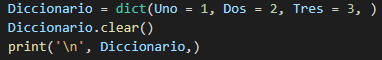 Diccionario = dict(Uno = 1, Dos = 2, Tres = 3, )
Diccionario.clear()
print('\n', Diccionario,)